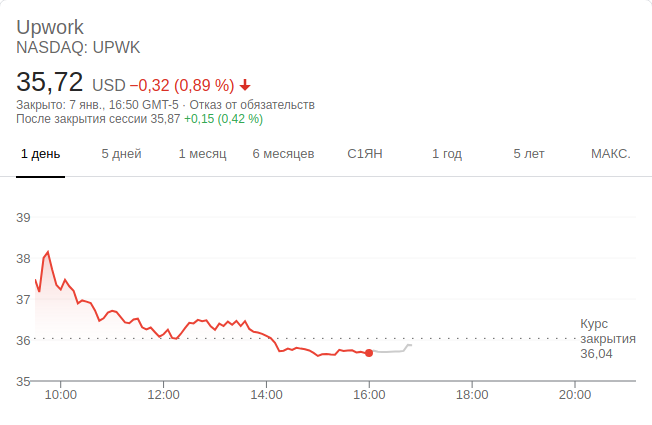 Upwork
NASDAQ: UPWK
35,72 USD −0,32 (0,89 %)
Закрыто: 7 янв., 16:50 GMT-5 · Отказ от обязательств
После закрытия сессии 35,87 +0,15 (0,42 %)
1 день 5 дней 1 месяц 6 месяцев С1ЯН 1 год 5 лет МАКС.
39
38
37
36
35
Курс
закрытия
36,04
10:00 12:00 14:00 16:00 18:00 20:00